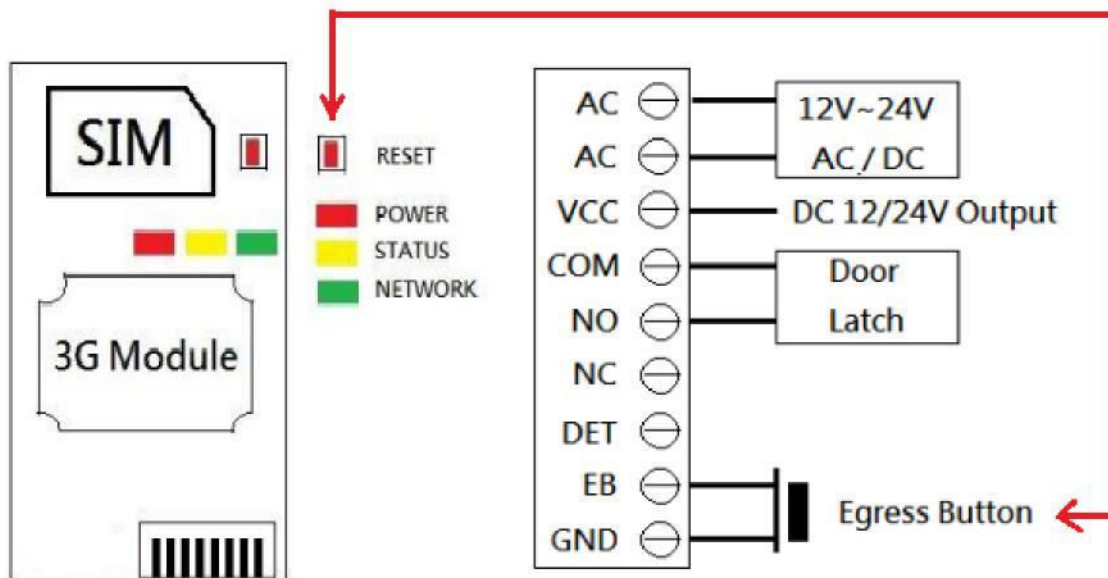 SIM
RESET
POWER
STATUS
NETWORK
3G Module
AC
12V~24V
AC
AC / DC
VCC
DC 12/24V Output
COM
Door
NO
Latch
NC
DET
EB
Egress Button
GND